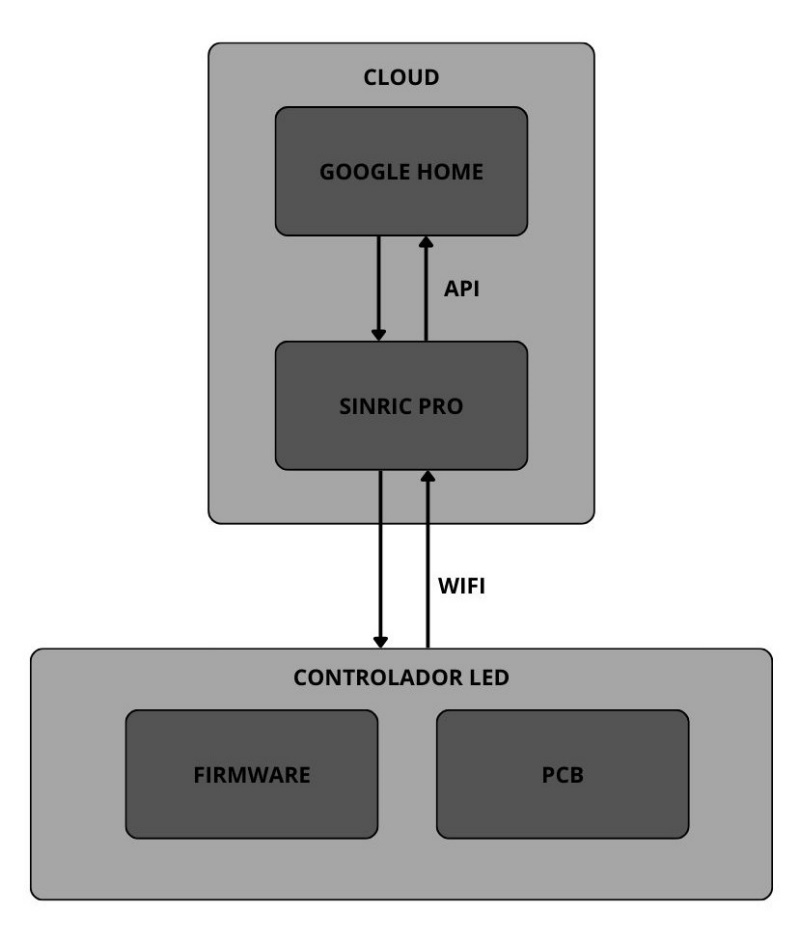 CLOUD
GOOGLE HOME
API
SINRIC PRO
WIFI
CONTROLADOR LED
FIRMWARE
PCB